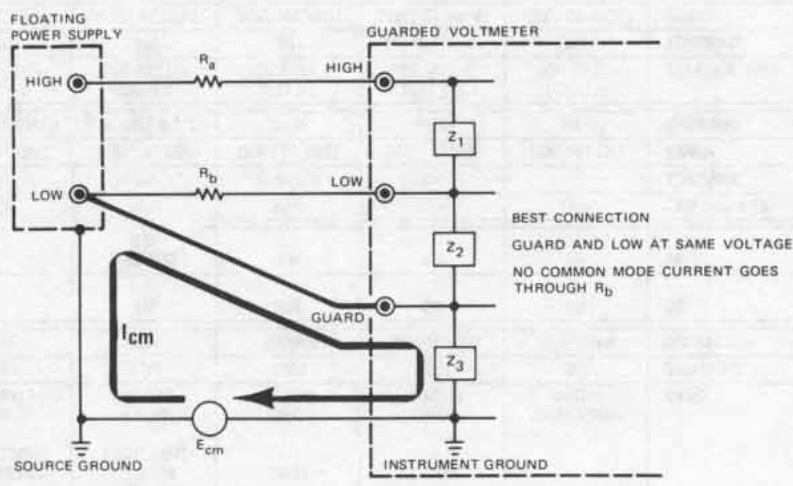 FLOATING
POWER SUPPLY
GUARDED VOLTMETER
HIGH
Ra
HIGH
Z1
LOW
Rb
LOW
Z2
BEST CONNECTION
GUARD AND LOW AT SAME VOLTAGE
NO COMMON MODE CURRENT GOES
THROUGH Rb
GUARD
Icm
Z3
Ecm
SOURCE GROUND
INSTRUMENT GROUND